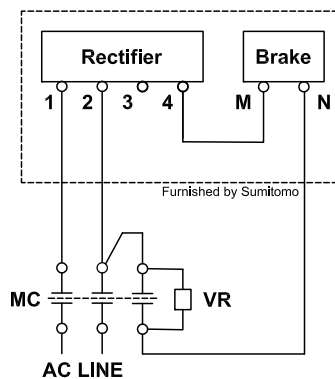 Rectifier Brake
1 2 3 4 M N
Furnished by Sumitomo
MC VR
AC LINE